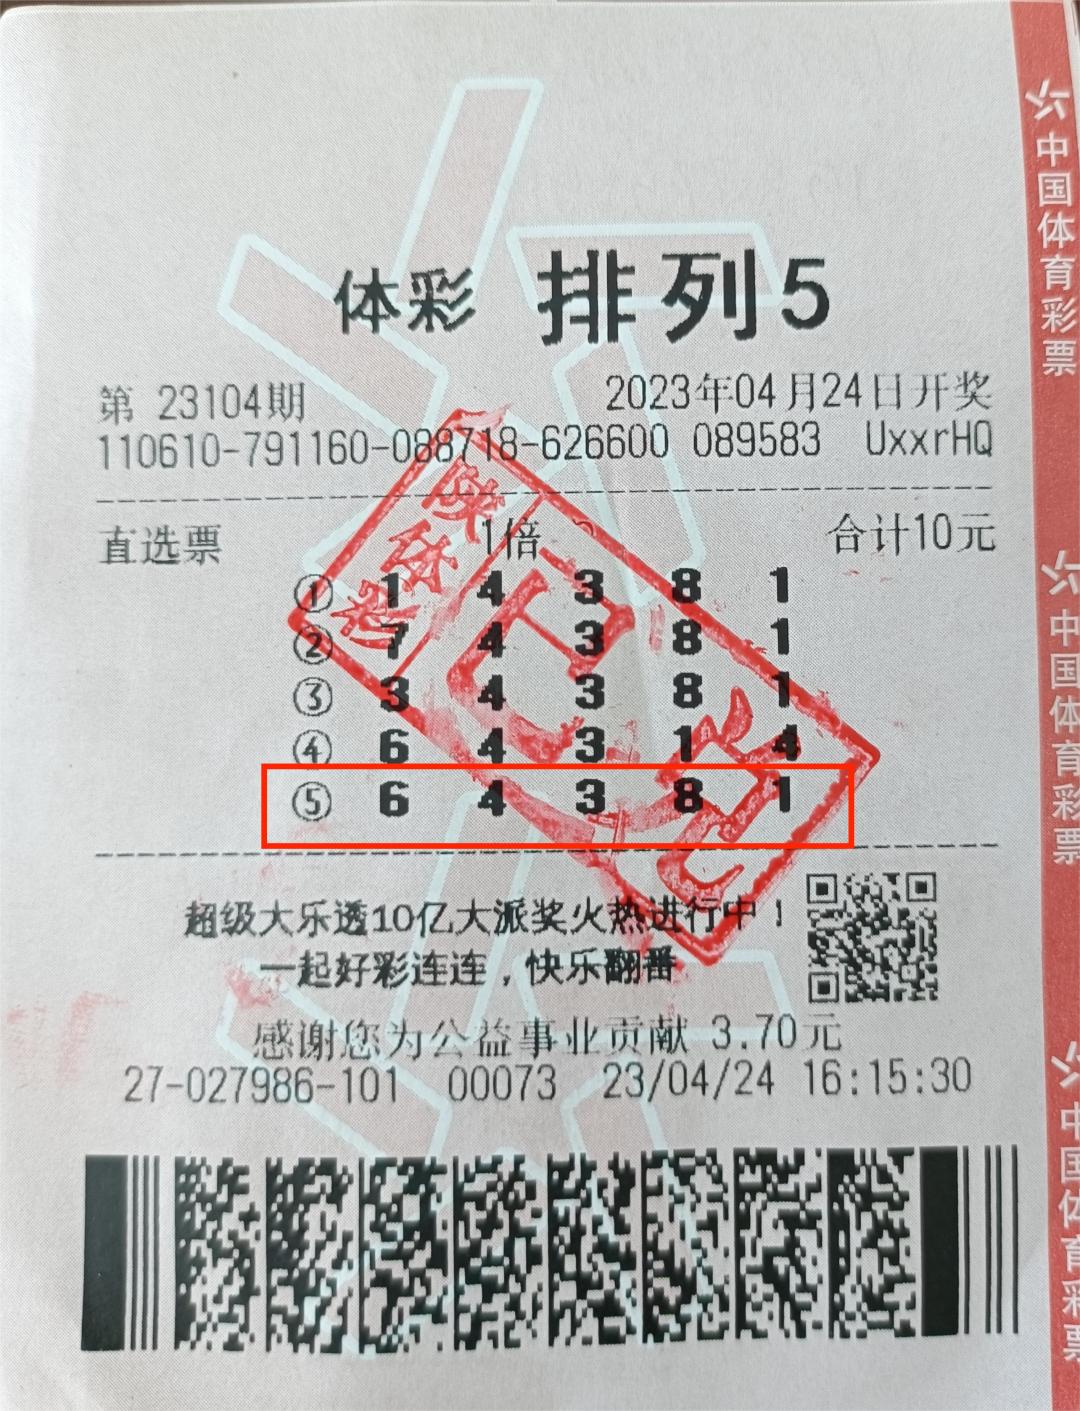 体彩 排列5
第 23104期 2023年04月24日开奖
110610-791160-088718-626600 089583 UxxrHQ
直选票 1倍 合计10元
① 1 4 3 8 1
② 7 4 3 8 1
③ 3 4 3 8 1
④ 6 4 3 1 4
⑤ 6 4 3 8 1
陕体彩
已兑
超级大乐透10亿大派奖火热进行中！
一起好彩连连，快乐翻番
感谢您为公益事业贡献 3.70元
27-027986-101 00073 23/04/24 16:15:30
中国体育彩票
中国体育彩票
中国体育彩票